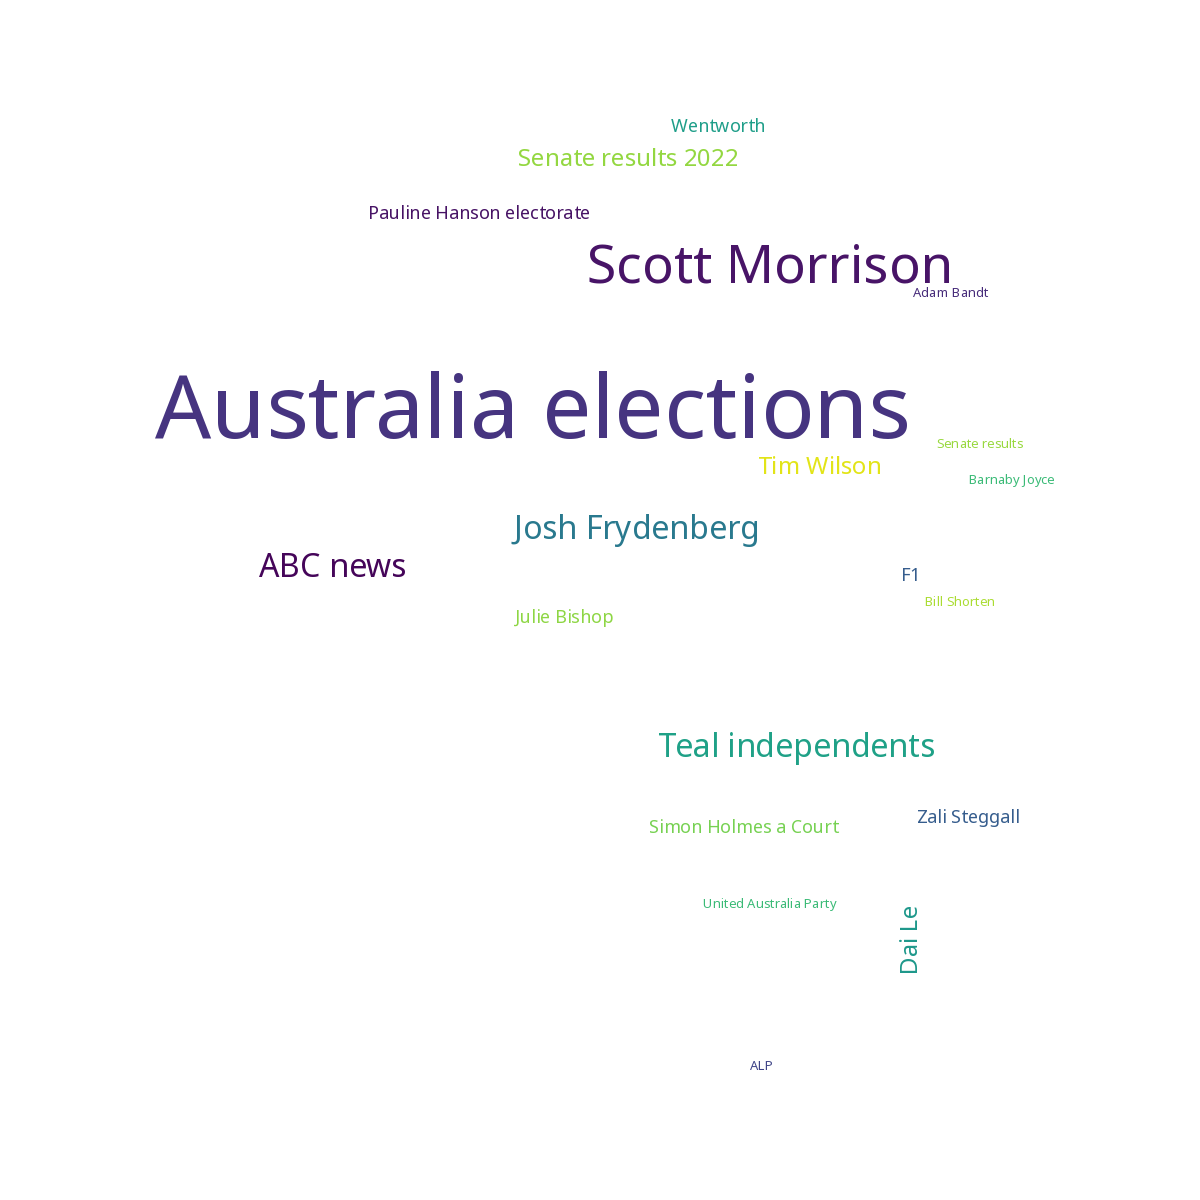 Wentworth
Senate results 2022
Pauline Hanson electorate
Scott Morrison
Adam Bandt
Australia elections
Senate results
Tim Wilson
Barnaby Joyce
Josh Frydenberg
ABC news
F1
Bill Shorten
Julie Bishop
Teal independents
Zali Steggall
Simon Holmes a Court
United Australia Party
Dai Le
ALP